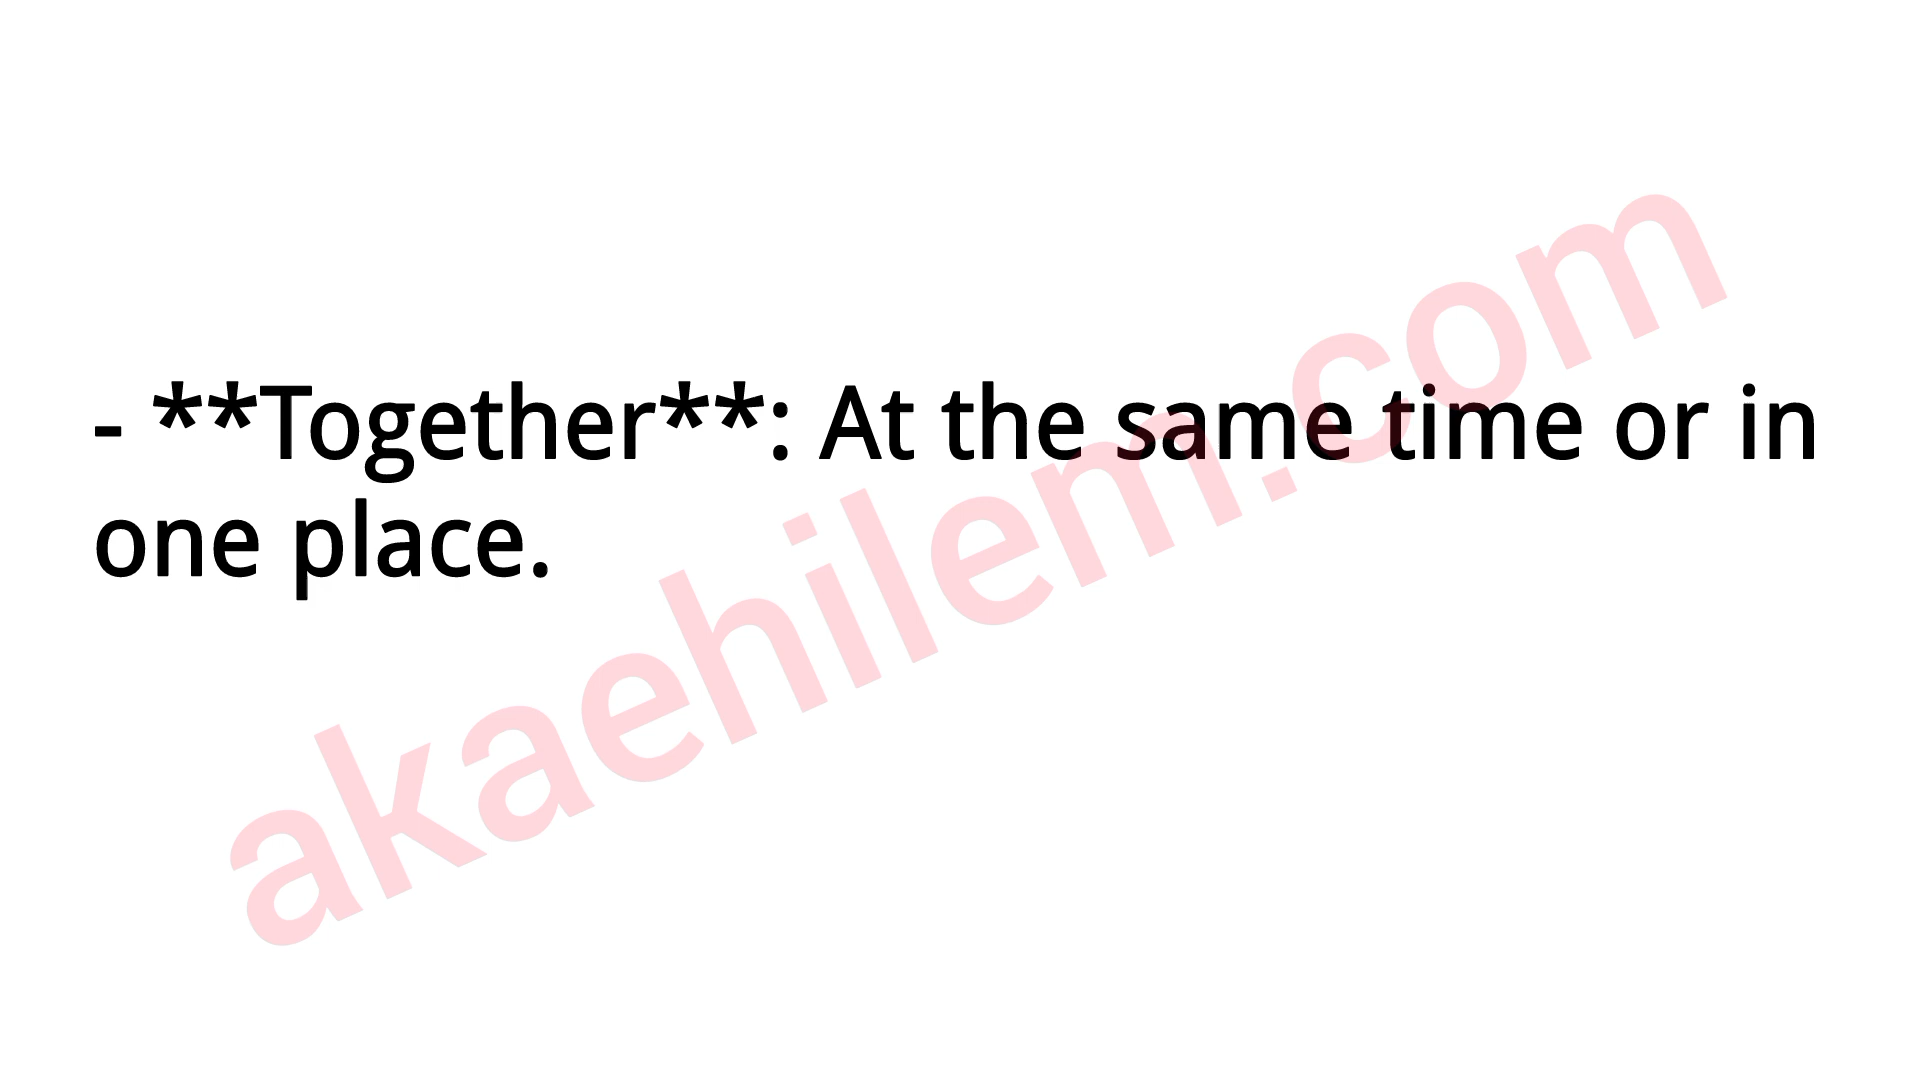 - **Together**: At the same time or in
one place.
akaehilem.com